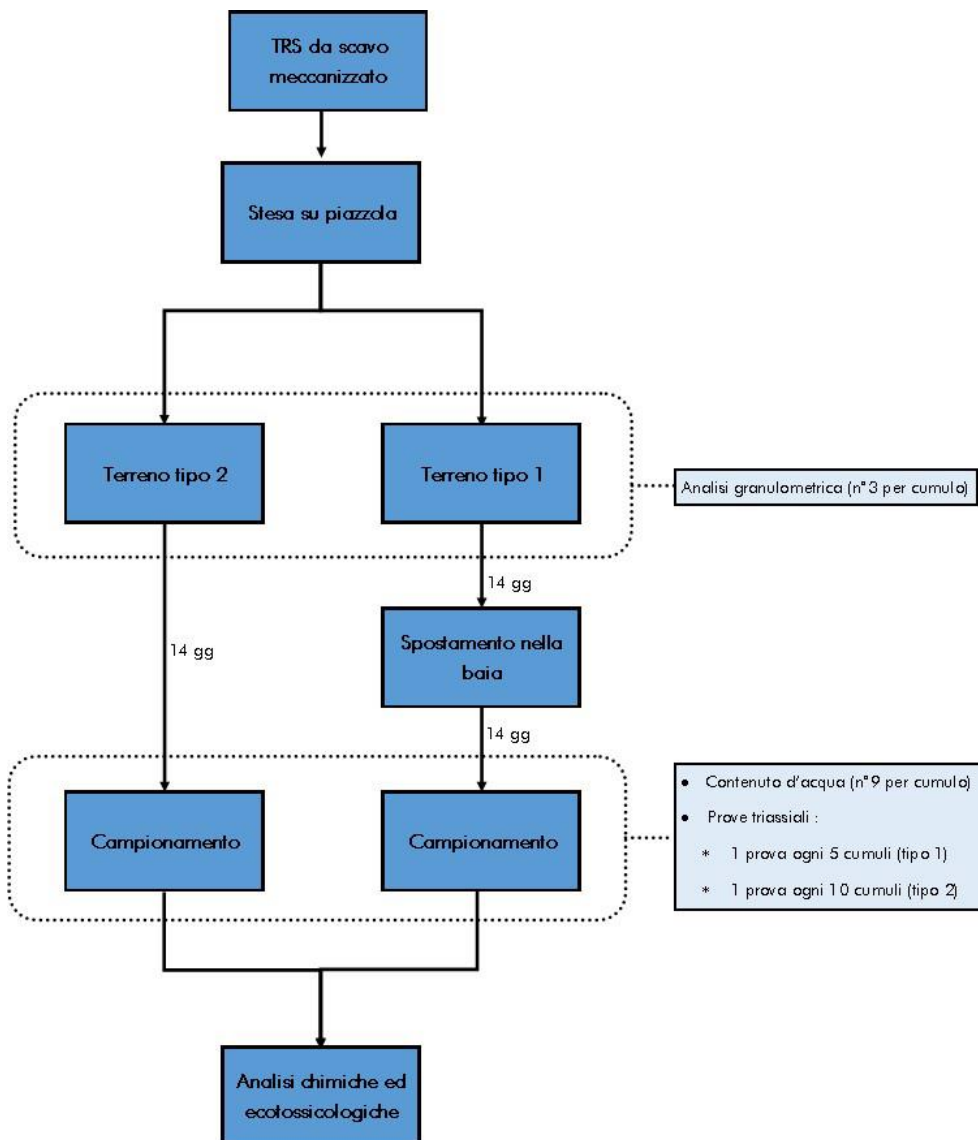 TRS da scavo
meccanizzato
Stesa su piazzola
Terreno tipo 2
Terreno tipo 1
Analisi granulometrica (n°3 per cumulo)
14 gg
14 gg
Spostamento nella
baia
14 gg
Campionamento
Campionamento
• Contenuto d'acqua (n°9 per cumulo)
• Prove triassiali :
* 1 prova ogni 5 cumuli (tipo 1)
* 1 prova ogni 10 cumuli (tipo 2)
Analisi chimiche ed
ecotossicologiche